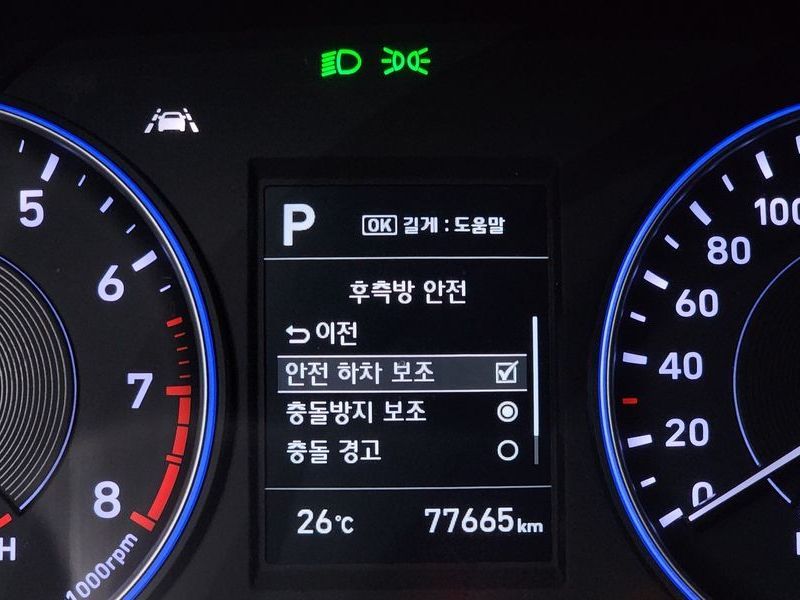 P OK 길게 : 도움말
후측방 안전
이전
안전 하차 보조
충돌방지 보조
충돌 경고
26°C 77665km
5
6
7
8
H
1000rpm
100
80
60
40
20
0